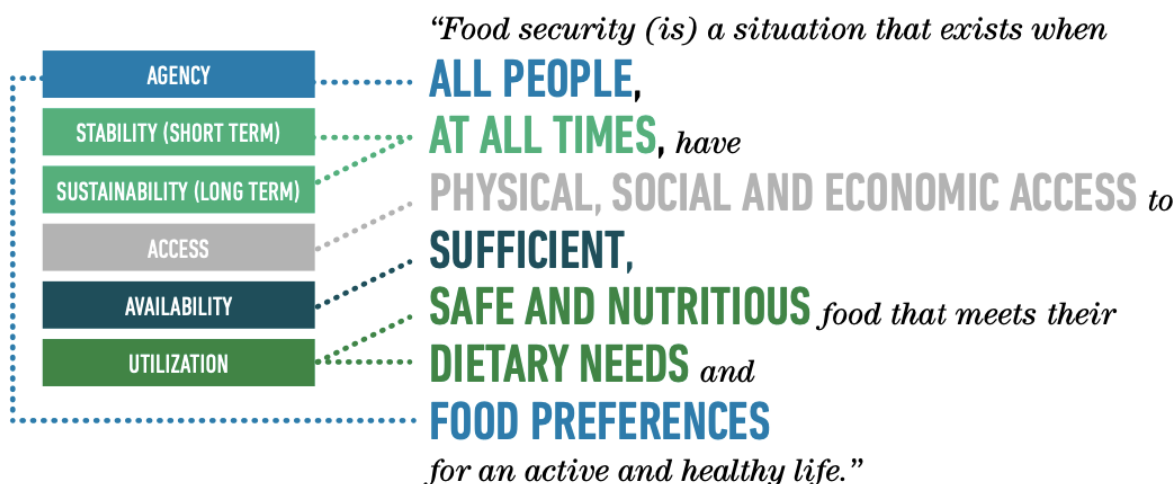 "Food security (is) a situation that exists when
AGENCY
ALL PEOPLE,
STABILITY (SHORT TERM)
AT ALL TIMES, have
SUSTAINABILITY (LONG TERM)
PHYSICAL, SOCIAL AND ECONOMIC ACCESS to
ACCESS
SUFFICIENT,
AVAILABILITY
SAFE AND NUTRITIOUS food that meets their
UTILIZATION
DIETARY NEEDS and
FOOD PREFERENCES
for an active and healthy life."